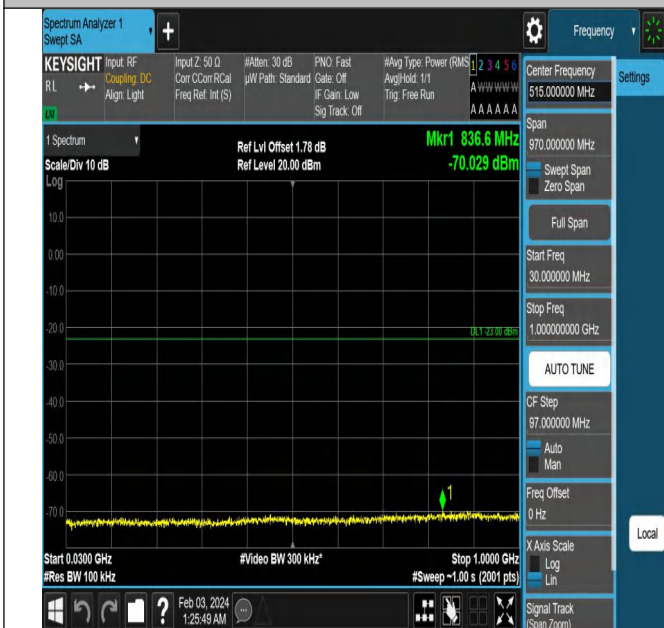 Spectrum Analyzer 1
Swept SA
Frequency
KEYSIGHT
RL
LXI
Input: RF
Coupling: DC
Align: Light
Input Z: 50 Ω
Corr CCorr RCal
Freq Ref: Int (S)
#Atten: 30 dB
µW Path: Standard
PNO: Fast
Gate: Off
IF Gain: Low
Sig Track: Off
#Avg Type: Power (RMS
Avg|Hold: 1/1
Trig: Free Run
1 2 3 4 5 6
A W W W W W
A A A A A A
1 Spectrum
Scale/Div 10 dB
Log
Ref Lvl Offset 1.78 dB
Ref Level 20.00 dBm
Mkr1 836.6 MHz
-70.029 dBm
10.0
0.00
-10.0
-20.0
DL1 -23.00 dBm
-30.0
-40.0
-50.0
-60.0
-70.0
1
Start 0.0300 GHz
#Res BW 100 kHz
#Video BW 300 kHz*
Stop 1.0000 GHz
#Sweep ~1.00 s (2001 pts)
Center Frequency
515.000000 MHz
Settings
Span
970.000000 MHz
Swept Span
Zero Span
Full Span
Start Freq
30.000000 MHz
Stop Freq
1.000000000 GHz
AUTO TUNE
CF Step
97.000000 MHz
Auto
Man
Freq Offset
0 Hz
X Axis Scale
Log
Lin
Local
Signal Track
(Span Zoom)
?
Feb 03, 2024
1:25:49 AM